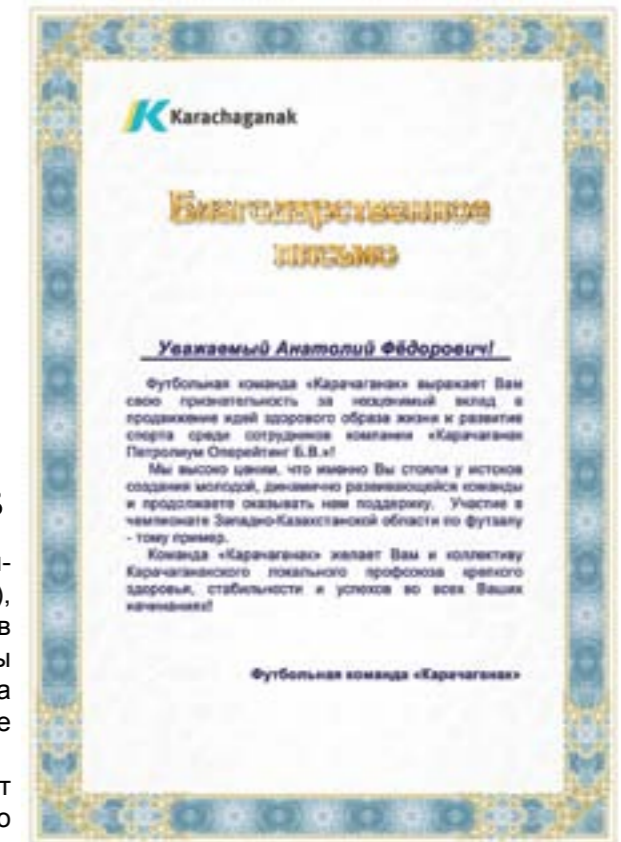 Karachaganak
Благодарственное
письмо
Уважаемый Анатолий Фёдорович!
Футбольная команда «Карачаганак» выражает Вам
свою признательность за неоценимый вклад в
продвижение идей здорового образа жизни и развитие
спорта среди сотрудников компании «Карачаганак
Петролиум Оперейтинг Б.В.»!
Мы высоко ценим, что именно Вы стояли у истоков
создания молодой, динамично развивающейся команды
и продолжаете оказывать нам поддержку. Участие в
чемпионате Западно-Казахстанской области по футзалу
- тому пример.
Команда «Карачаганак» желает Вам и коллективу
Карачаганакского локального профсоюза крепкого
здоровья, стабильности и успехов во всех Ваших
начинаниях!
Футбольная команда «Карачаганак»
),
в
ы
а
е
т
о